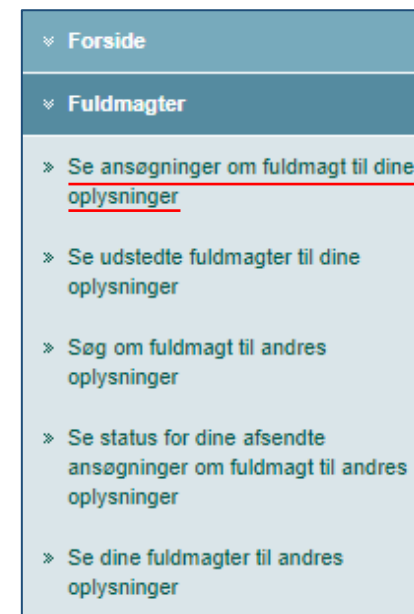 Forside
Fuldmagter
Se ansøgninger om fuldmagt til dine
oplysninger
Se udstedte fuldmagter til dine
oplysninger
Søg om fuldmagt til andres
oplysninger
Se status for dine afsendte
ansøgninger om fuldmagt til andres
oplysninger
Se dine fuldmagter til andres
oplysninger